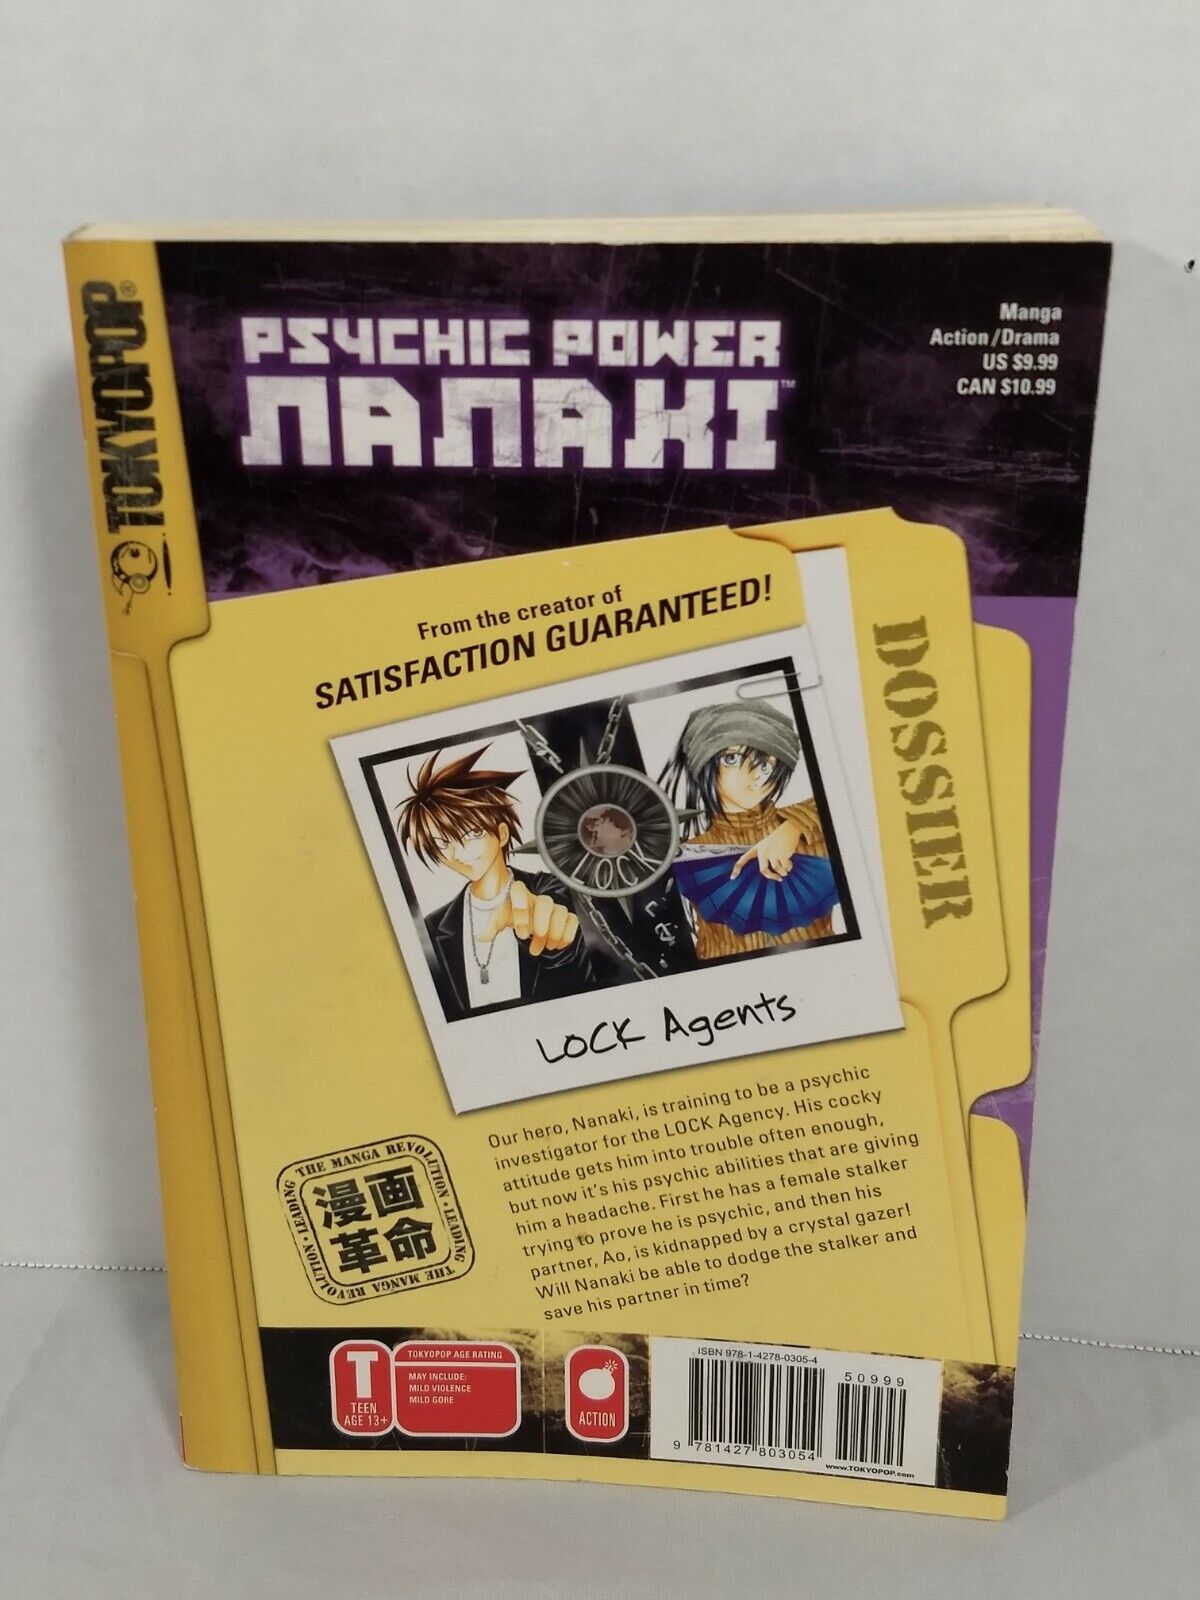 TOKYOPOP®
PSYCHIC POWER
NANAKI™
Manga
Action/Drama
US $9.99
CAN $10.99
From the creator of
SATISFACTION GUARANTEED!
DOSSIER
LOCK
LOCK Agents
Our hero, Nanaki, is training to be a psychic
investigator for the LOCK Agency. His cocky
attitude gets him into trouble often enough,
but now it's his psychic abilities that are giving
him a headache. First he has a female stalker
trying to prove he is psychic, and then his
partner, Ao, is kidnapped by a crystal gazer!
Will Nanaki be able to dodge the stalker and
save his partner in time?
LEADING THE MANGA REVOLUTION • LEADING THE MANGA REVOLUTION •
漫画
革命
T
TEEN
AGE 13+
TOKYOPOP AGE RATING
MAY INCLUDE:
MILD VIOLENCE
MILD GORE
ACTION
ISBN 978-1-4278-0305-4
50999
9 781427 803054
www.TOKYOPOP.com